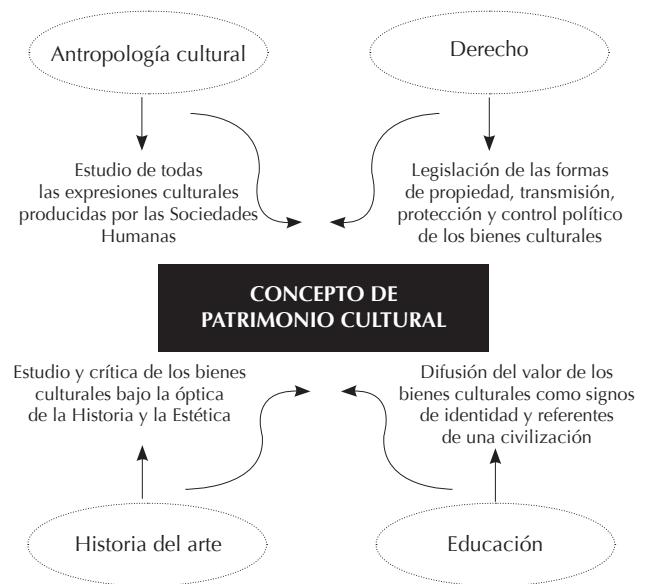 Antropología cultural
Derecho
Estudio de todas
las expresiones culturales
producidas por las Sociedades
Humanas
Legislación de las formas
de propiedad, transmisión,
protección y control político
de los bienes culturales
CONCEPTO DE
PATRIMONIO CULTURAL
Estudio y crítica de los bienes
culturales bajo la óptica
de la Historia y la Estética
Difusión del valor de los
bienes culturales como signos
de identidad y referentes
de una civilización
Historia del arte
Educación